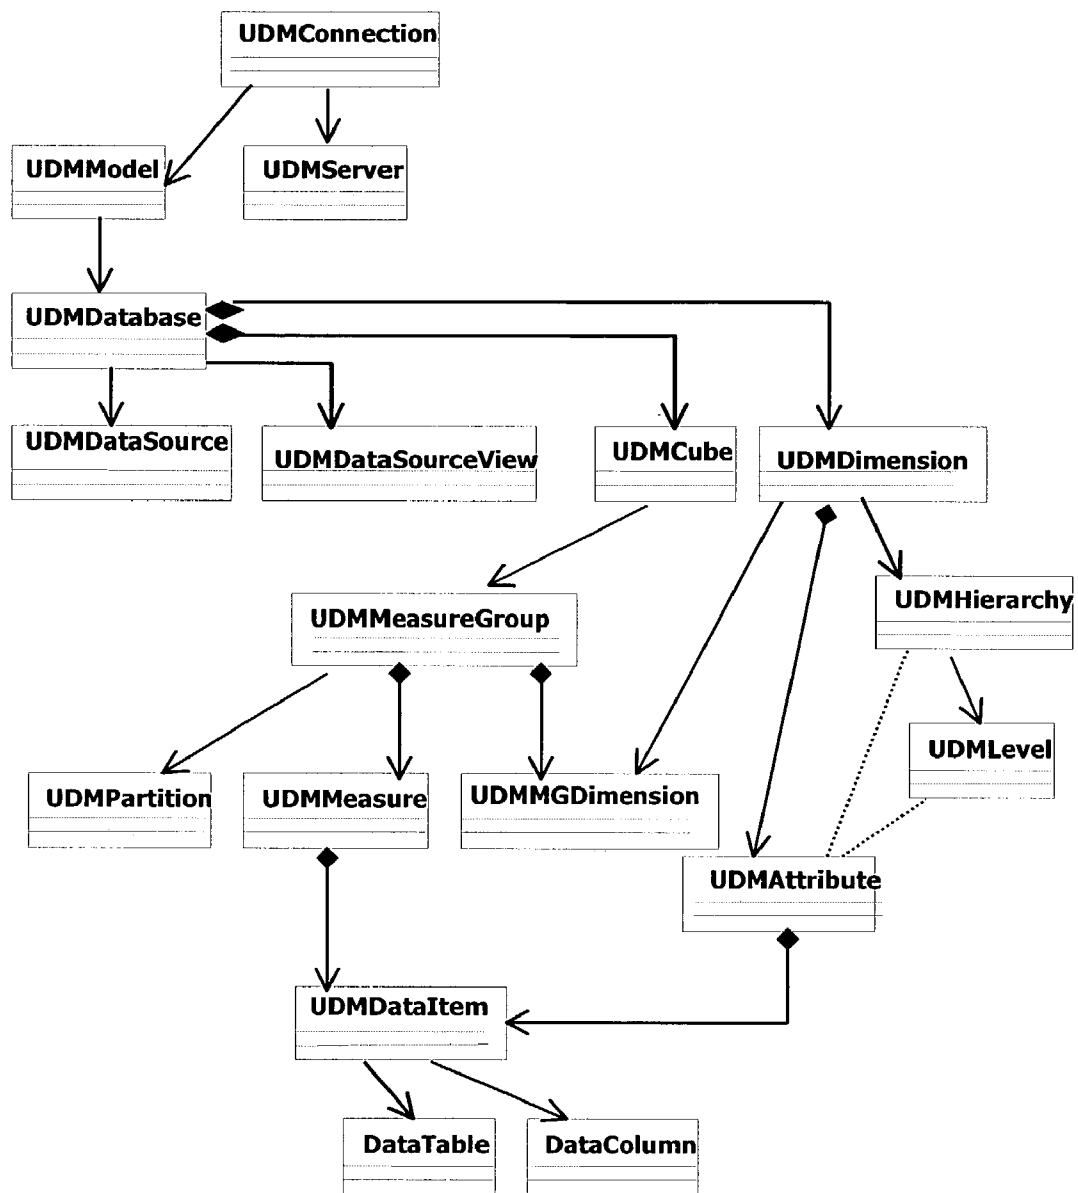 UDMConnection
UDMModel
UDMServer
UDMDatabase
UDMDataSource
UDMDataSourceView
UDMCube
UDMDimension
UDMMeasureGroup
UDMHierarchy
UDMLevel
UDMPartition
UDMMeasure
UDMMGDimension
UDMAttribute
UDMDataItem
DataTable
DataColumn